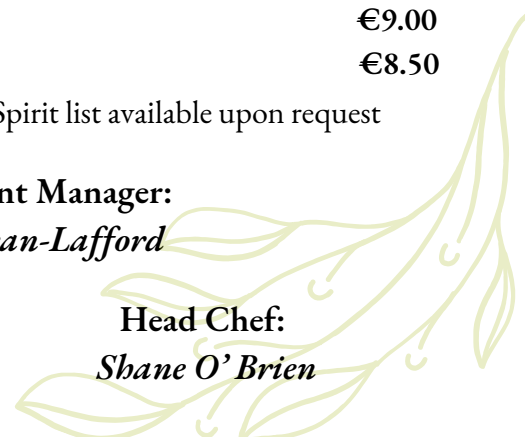 €9.00
€8.50
Spirit list available upon request
nt Manager:
an-Lafford
Head Chef:
Shane O' Brien